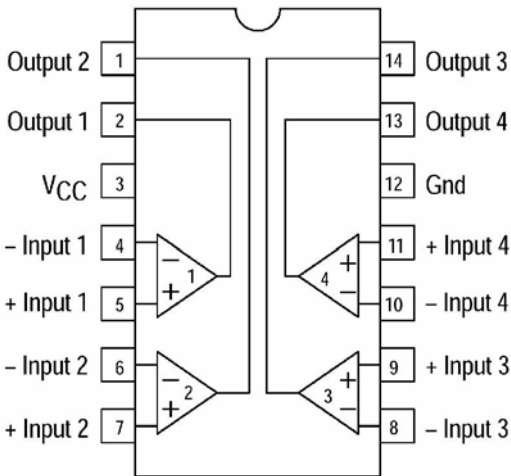 Output 2 1 14 Output 3
Output 1 2 13 Output 4
VCC 3 12 Gnd
– Input 1 4 – 1 + 4 11 + Input 4
+ Input 1 5 + – 10 – Input 4
– Input 2 6 – 2 + 3 9 + Input 3
+ Input 2 7 + – 8 – Input 3